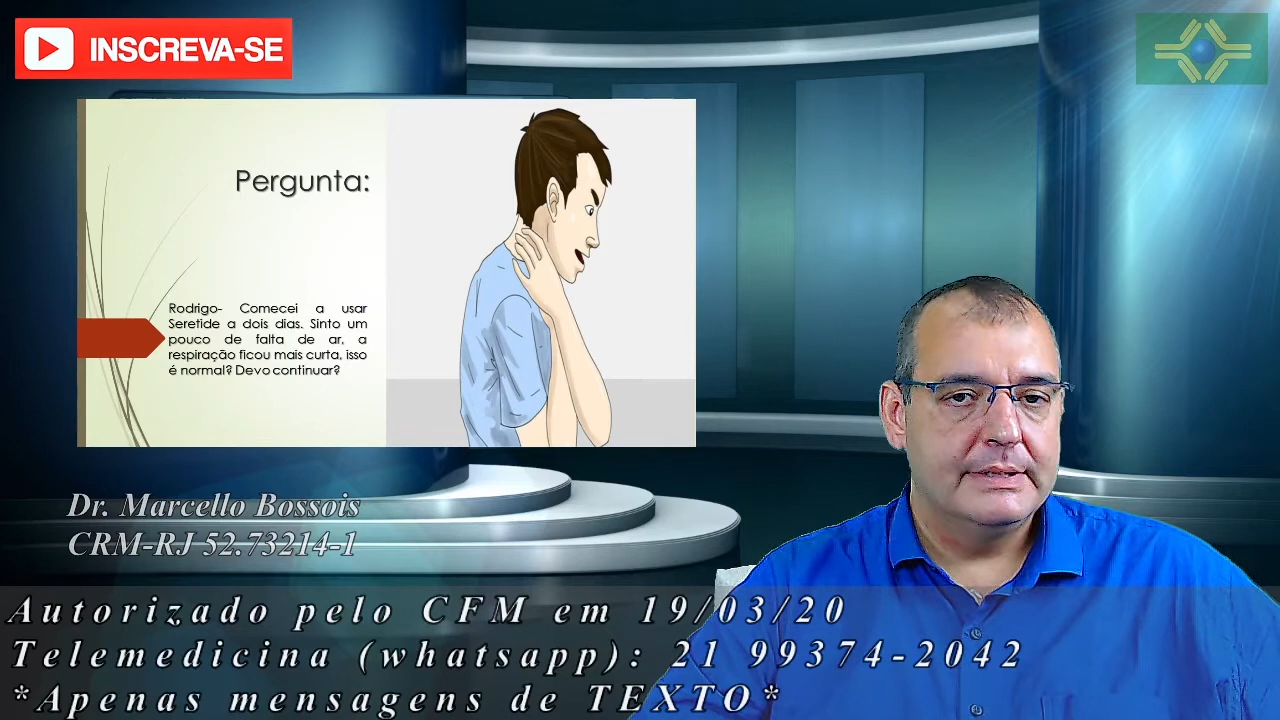 INSCREVA-SE
Pergunta:
Rodrigo- Comecei a usar
Seretide a dois dias. Sinto um
pouco de falta de ar, a
respiração ficou mais curta, isso
é normal? Devo continuar?
Dr. Marcello Bossois
CRM-RJ 52.73214-1
Autorizado pelo CFM em 19/03/20
Telemedicina (whatsapp): 21 99374-2042
*Apenas mensagens de TEXTO*